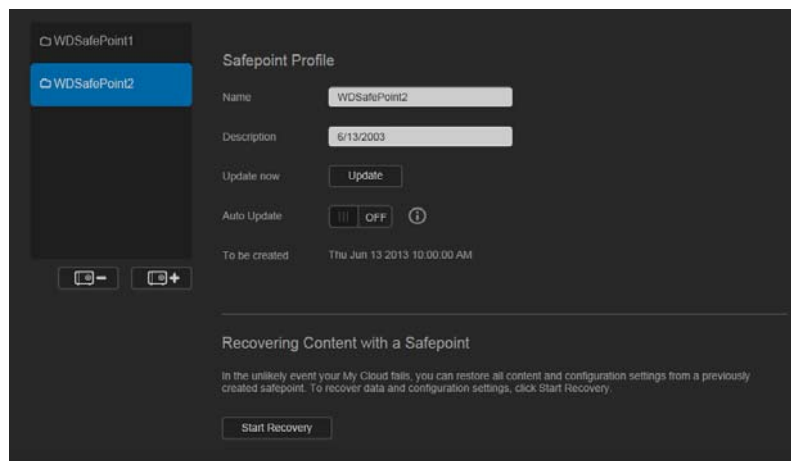 WDSafePoint1
WDSafePoint2
Safepoint Profile
Name WDSafePoint2
Description 6/13/2003
Update now Update
Auto Update OFF
To be created Thu Jun 13 2013 10:00:00 AM
Recovering Content with a Safepoint
In the unlikely event your My Cloud fails, you can restore all content and configuration settings from a previously
created safepoint. To recover data and configuration settings, click Start Recovery.
Start Recovery